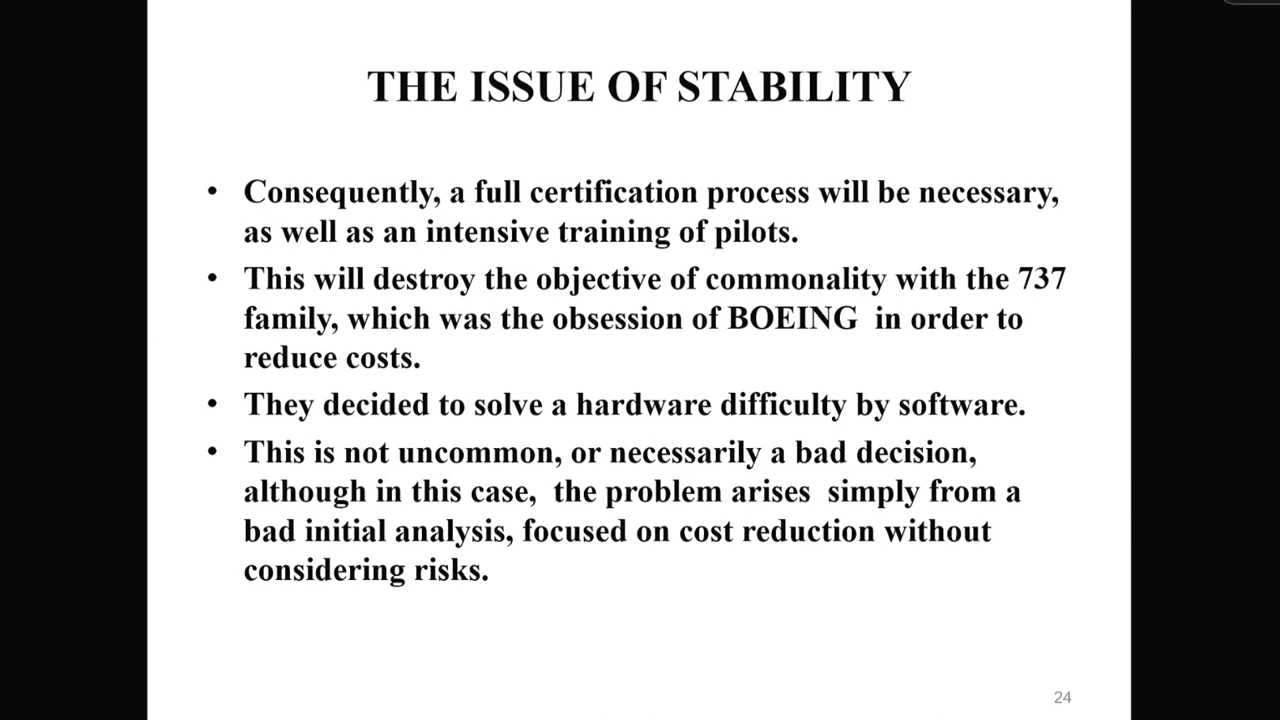 THE ISSUE OF STABILITY
• Consequently, a full certification process will be necessary,
as well as an intensive training of pilots.
• This will destroy the objective of commonality with the 737
family, which was the obsession of BOEING  in order to
reduce costs.
• They decided to solve a hardware difficulty by software.
• This is not uncommon, or necessarily a bad decision,
although in this case,  the problem arises  simply from a
bad initial analysis, focused on cost reduction without
considering risks.
24